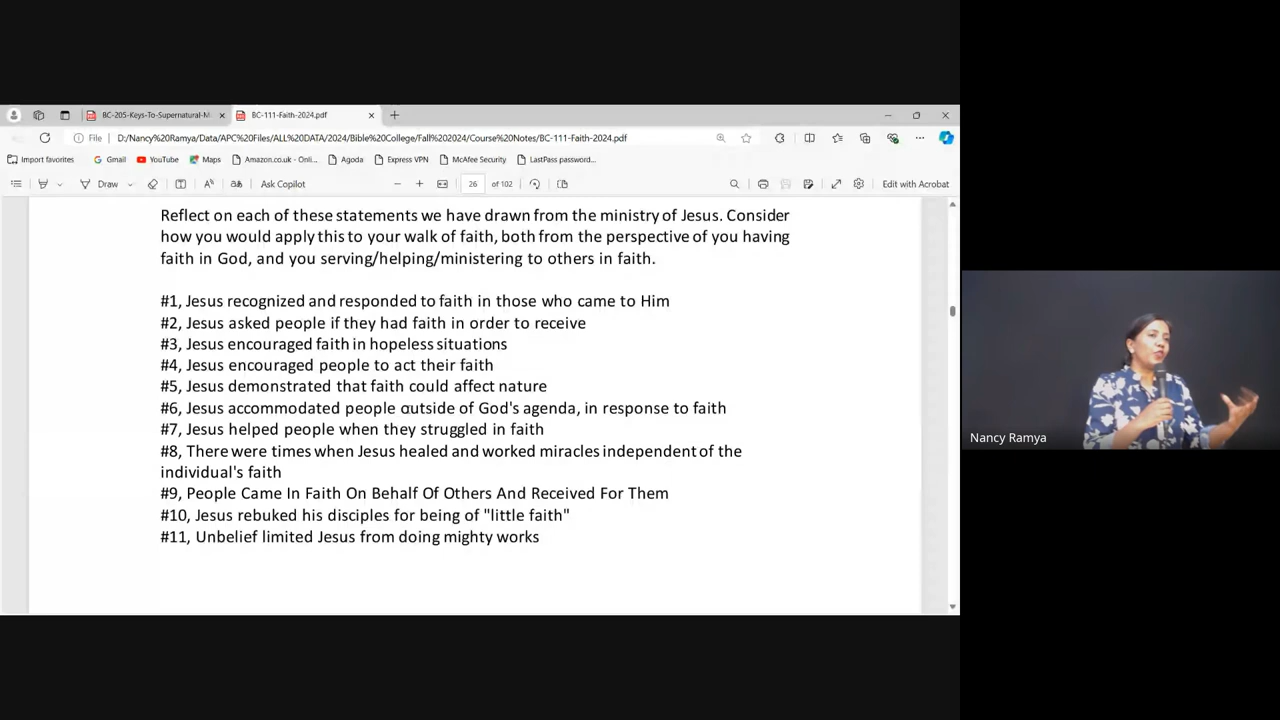 BC-205-Keys-To-Supernatural-M
BC-111-Faith-2024.pdf
File
D:/Nancy%20Ramya/Data/APC%20Files/ALL%20DATA/2024/Bible%20College/Fall%202024/Course%20Notes/BC-111-Faith-2024.pdf
Import favorites
Gmail
YouTube
Maps
Amazon.co.uk - Onli...
Agoda
Express VPN
McAfee Security
LastPass password...
Draw
Ask Copilot
26
of 102
Edit with Acrobat
Reflect on each of these statements we have drawn from the ministry of Jesus. Consider
how you would apply this to your walk of faith, both from the perspective of you having
faith in God, and you serving/helping/ministering to others in faith.
#1, Jesus recognized and responded to faith in those who came to Him
#2, Jesus asked people if they had faith in order to receive
#3, Jesus encouraged faith in hopeless situations
#4, Jesus encouraged people to act their faith
#5, Jesus demonstrated that faith could affect nature
#6, Jesus accommodated people outside of God's agenda, in response to faith
#7, Jesus helped people when they struggled in faith
#8, There were times when Jesus healed and worked miracles independent of the
individual's faith
#9, People Came In Faith On Behalf Of Others And Received For Them
#10, Jesus rebuked his disciples for being of "little faith"
#11, Unbelief limited Jesus from doing mighty works
Nancy Ramya